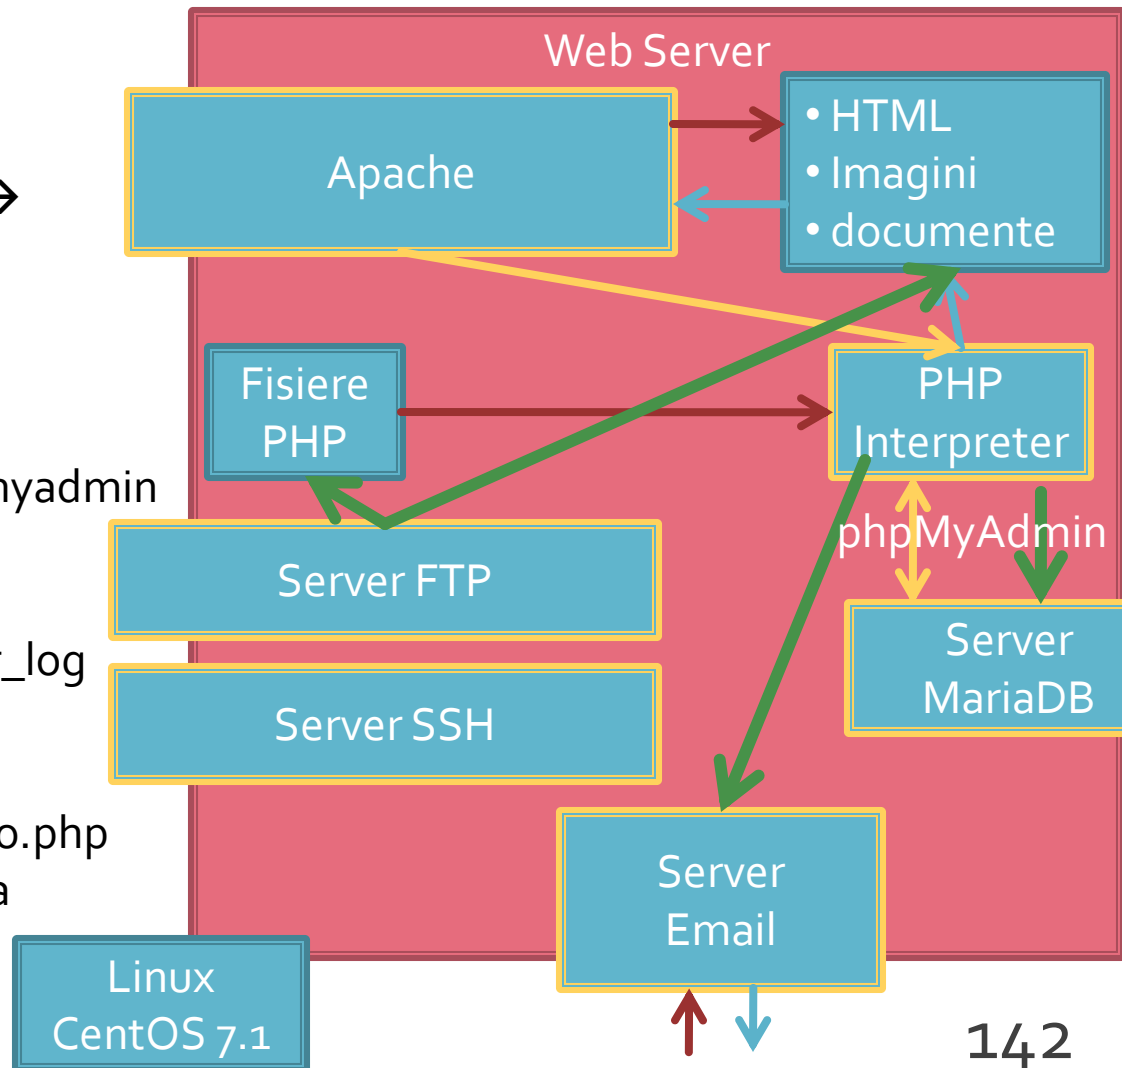 Web Server
Apache
• HTML
• Imagini
• documente
→
Fisiere
PHP
PHP
Interpreter
nyadmin
phpMyAdmin
Server FTP
Server
MariaDB
_log
Server SSH
o.php
a
Server
Email
Linux
CentOS 7.1
142